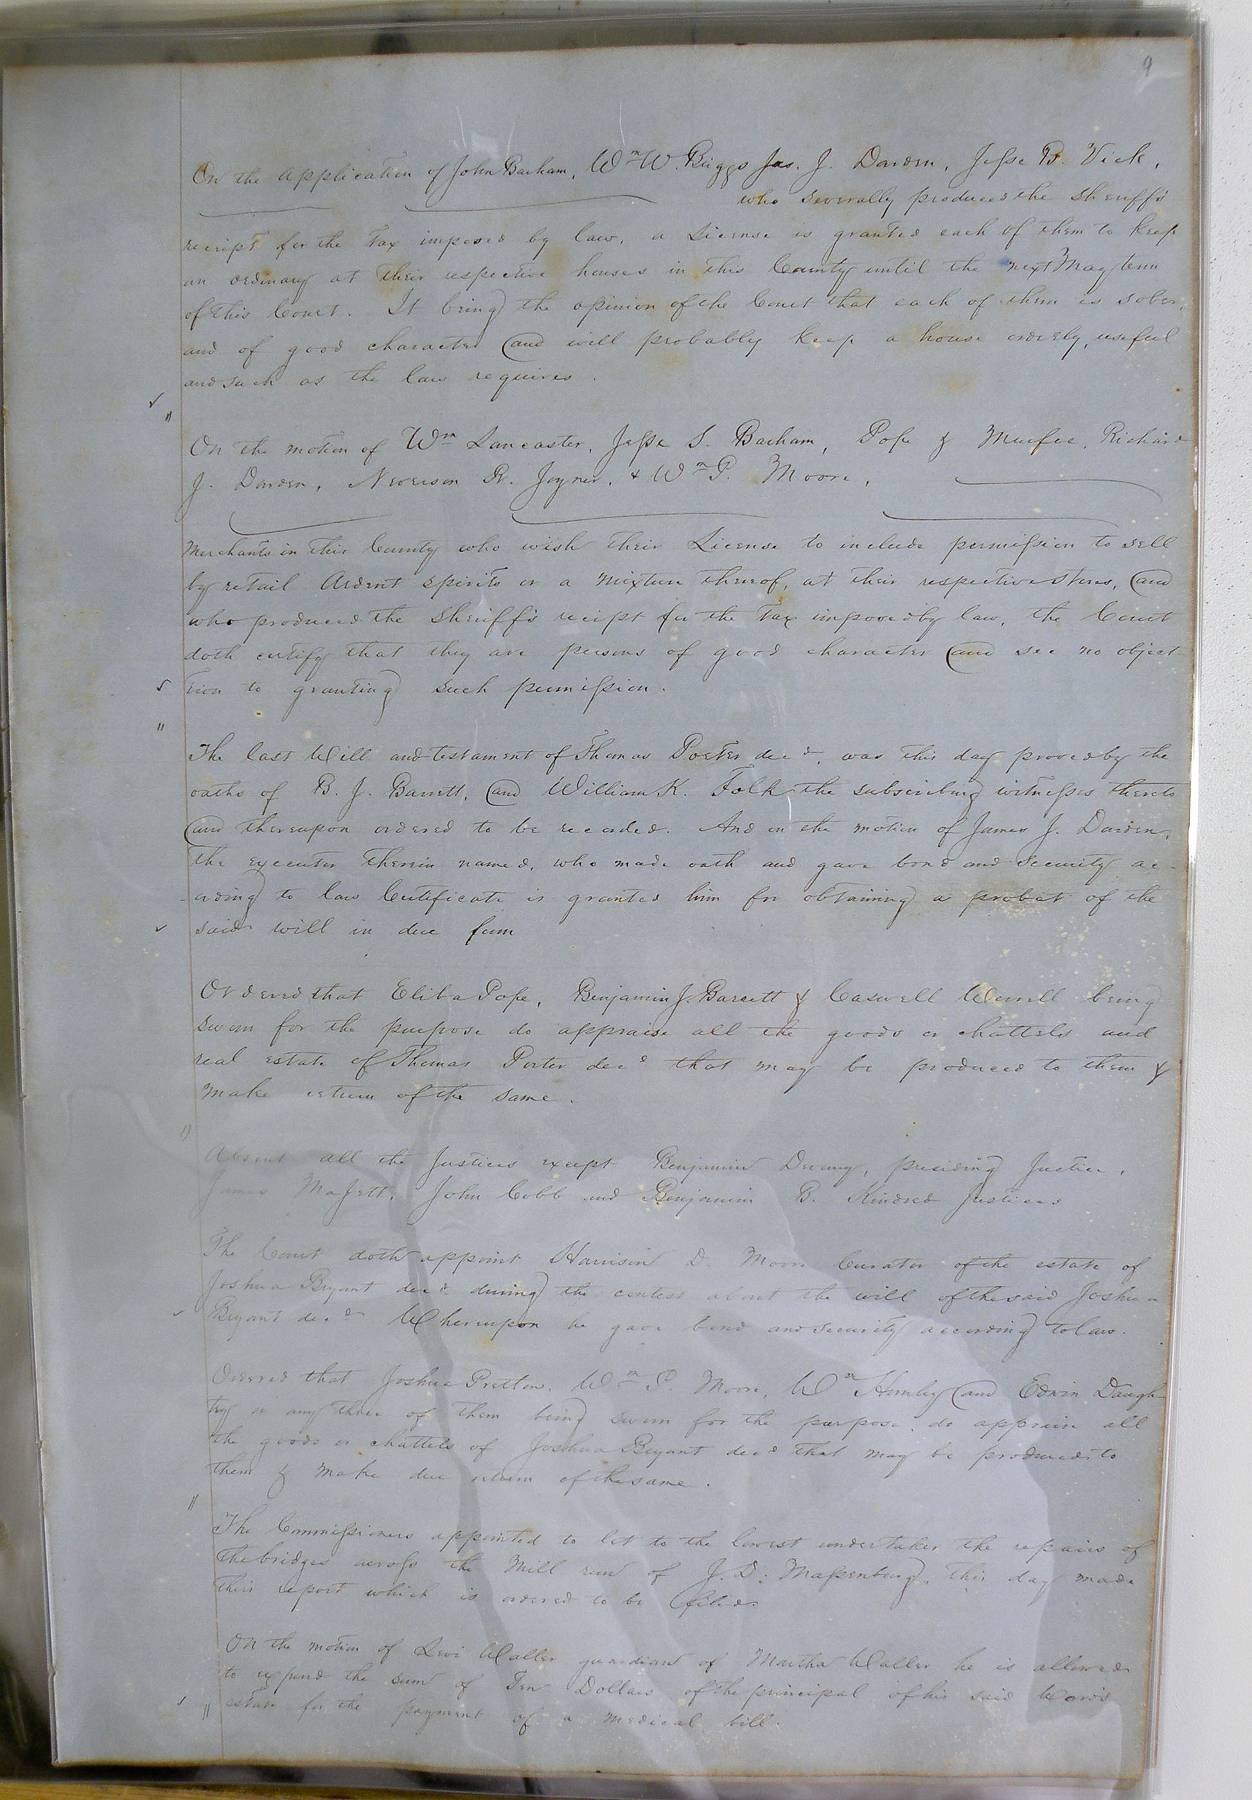 9
On the application of John Barham, Wm W. Briggs Jas. J. Darden, Jesse B. Vick,
who severally produced the Sheriff's
receipt for the Tax imposed by law, a License is granted each of them to keep
an ordinary at their respective houses in this County until the next May term
of this Court. It being the opinion of the Court that each of them is sober,
and of good character and will probably keep a house orderly, useful
and such as the law requires.
On the motion of Wm Lancaster, Jesse S. Barham, Pope & Murfee, Richard
J. Darden, Neverson R. Joyner, & Wm P. Moore,
Merchants in this County who wish their License to include permission to sell
by retail Ardent spirits or a mixture thereof, at their respective stores, and
who produced the Sheriff's receipt for the Tax imposed by law, the Court
doth certify that they are persons of good character and see no object-
tion to granting such permission.
The last Will and testament of Thomas Porter decd. was this day proved by the
oaths of B. J. Barrett, and William K. Folk the subscribing witnesses thereto
and thereupon ordered to be recorded. And on the motion of James J. Darden,
the executor therein named, who made oath and gave bond and security ac-
cording to law Certificate is granted him for obtaining a probat of the
said will in due form
Ordered that Eliba Pope, Benjamin J. Barrett & Caswell Worrell being
sworn for the purpose do appraise all the goods or chattels and
real estate of Thomas Porter decd that may be produced to them &
make return of the same.
Absent all the Justices except Benjamin Devany, presiding Justice,
James Massett, John Cobb and Benjamin B. Kindred Justices
The Court doth appoint Harrison D. Moore Curator of the estate of
Joshua Bryant decd during the contest about the will of the said Joshua
Bryant decd Whereupon he gave bond and security according to law.
Ordered that Joshua Pretlow, Wm P. Moore, Wm Hornby and Edwin Daugh
try or any three of them being sworn for the purpose, do appraise all
the goods or chattels of Joshua Bryant decd that may be produced to
them & make due return of the same.
The Commissioners appointed to let to the lowest undertaker the repairs of
the bridges across the Mill run of J. D: Massenburg, this day made
their report which is ordered to be filed.
On the motion of Levi Waller guardian of Martha Waller he is allowed
to expend the sum of Ten Dollars of the principal of his said Ward's
estate for the payment of a medical bill.